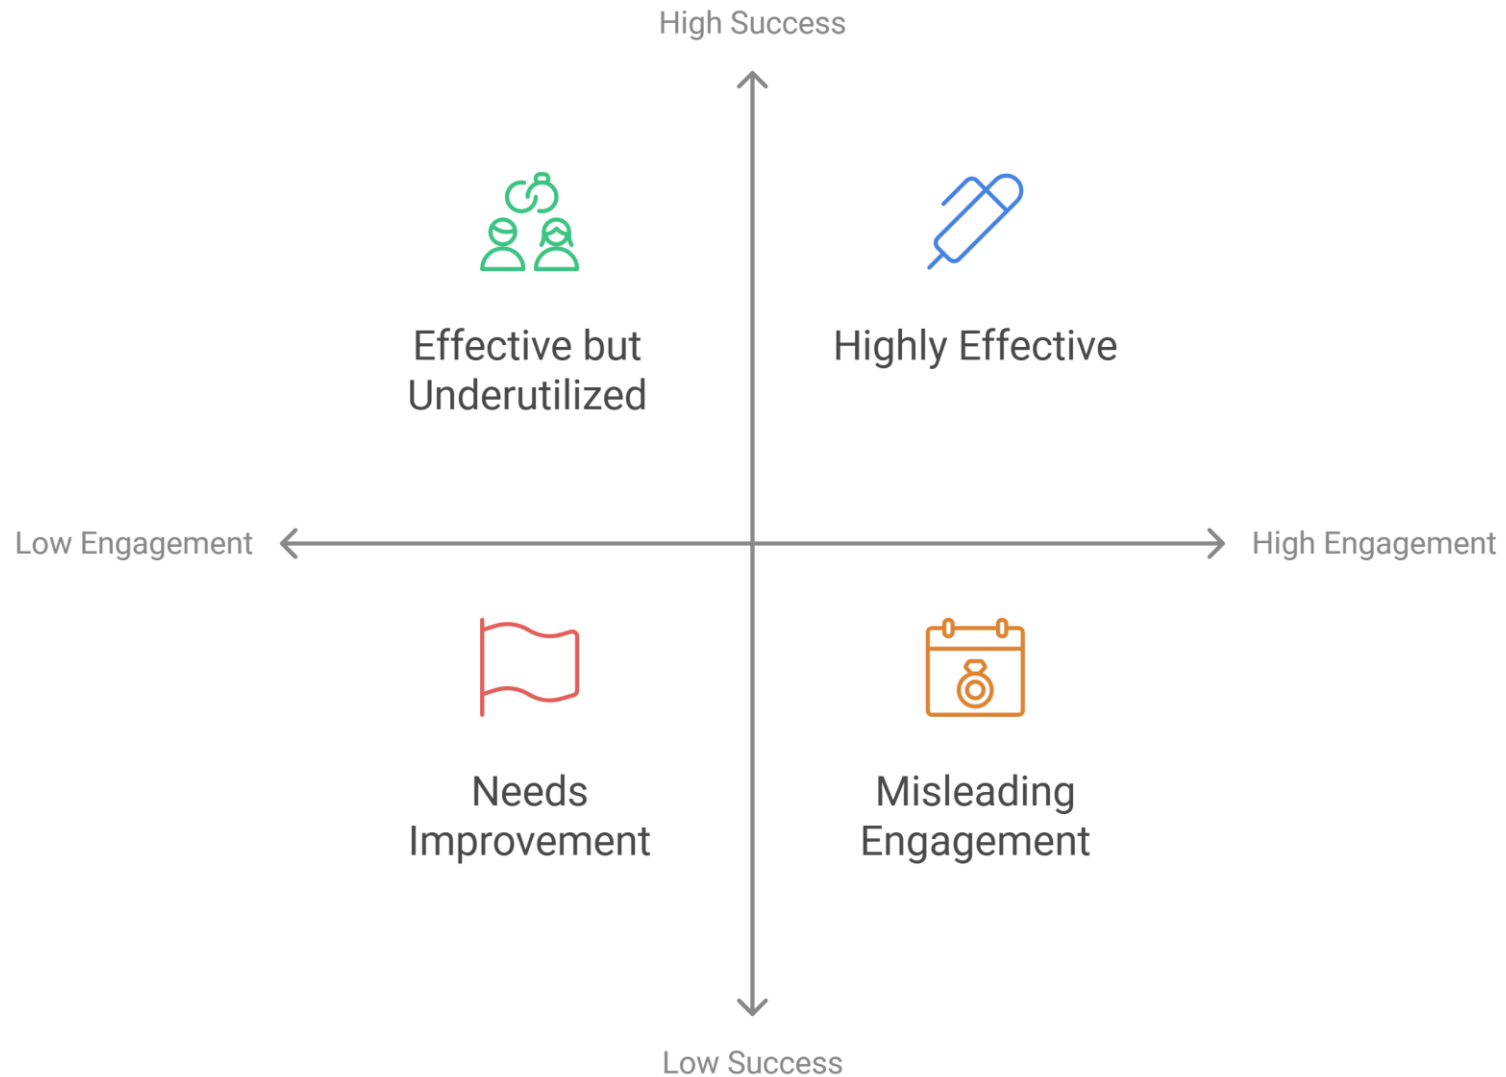 High Success
Effective but
Underutilized
Highly Effective
Low Engagement
High Engagement
Needs
Improvement
Misleading
Engagement
Low Success